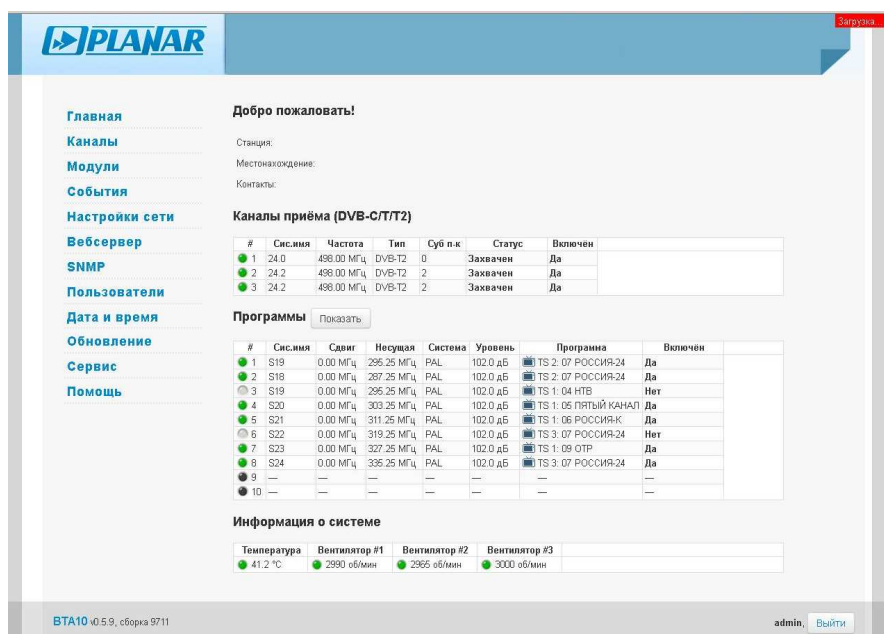 PLANAR
Загрузка...
Главная
Каналы
Модули
События
Настройки сети
Вебсервер
SNMP
Пользователи
Дата и время
Обновление
Сервис
Помощь
Добро пожаловать!
Станция:
Местонахождение:
Контакты:
Каналы приёма (DVB-C/T/T2)
# Сис.имя Частота Тип Суб п-к Статус Включён
1 24.0 498.00 МГц DVB-T2 0 Захвачен Да
2 24.2 498.00 МГц DVB-T2 2 Захвачен Да
3 24.2 498.00 МГц DVB-T2 2 Захвачен Да
Программы Показать
# Сис.имя Сдвиг Несущая Система Уровень Программа Включён
1 S19 0.00 МГц 295.25 МГц PAL 102.0 дБ TS 2: 07 РОССИЯ-24 Да
2 S18 0.00 МГц 287.25 МГц PAL 102.0 дБ TS 2: 07 РОССИЯ-24 Да
3 S19 0.00 МГц 295.25 МГц PAL 102.0 дБ TS 1: 04 НТВ Нет
4 S20 0.00 МГц 303.25 МГц PAL 102.0 дБ TS 1: 05 ПЯТЫЙ КАНАЛ Да
5 S21 0.00 МГц 311.25 МГц PAL 102.0 дБ TS 1: 06 РОССИЯ-К Да
6 S22 0.00 МГц 319.25 МГц PAL 102.0 дБ TS 3: 07 РОССИЯ-24 Нет
7 S23 0.00 МГц 327.25 МГц PAL 102.0 дБ TS 1: 09 ОТР Да
8 S24 0.00 МГц 335.25 МГц PAL 102.0 дБ TS 3: 07 РОССИЯ-24 Да
9 — — — — — — —
10 — — — — — — —
Информация о системе
Температура Вентилятор #1 Вентилятор #2 Вентилятор #3
41.2 °C 2990 об/мин 2965 об/мин 3000 об/мин
BTA10 v0.5.9, сборка 9711
admin, Выйти